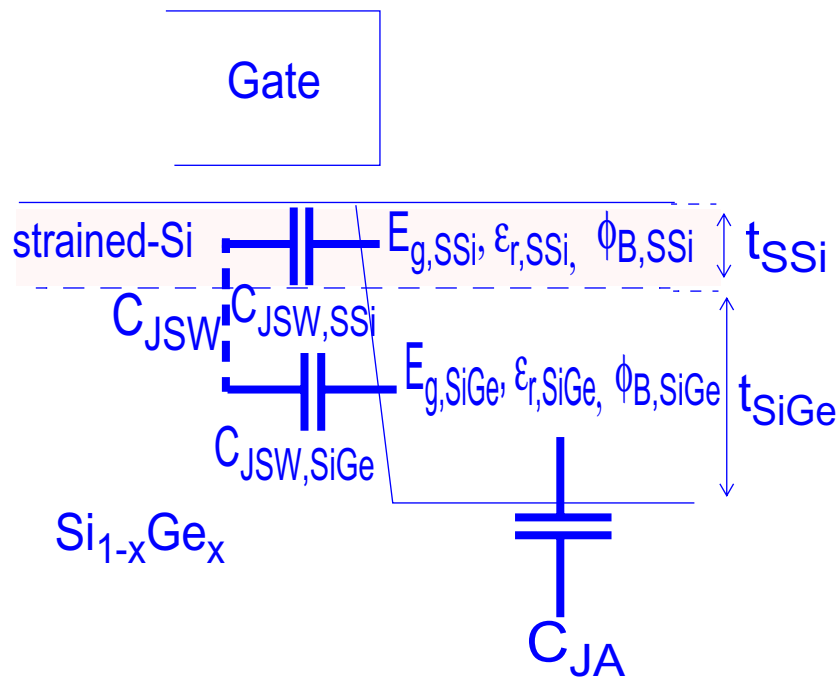 Gate
strained-Si
E_g,SSi, ε_r,SSi, ϕ_B,SSi
t_SSi
C_JSW
C_JSW,SSi
E_g,SiGe, ε_r,SiGe, ϕ_B,SiGe
t_SiGe
C_JSW,SiGe
Si_1-xGe_x
C_JA